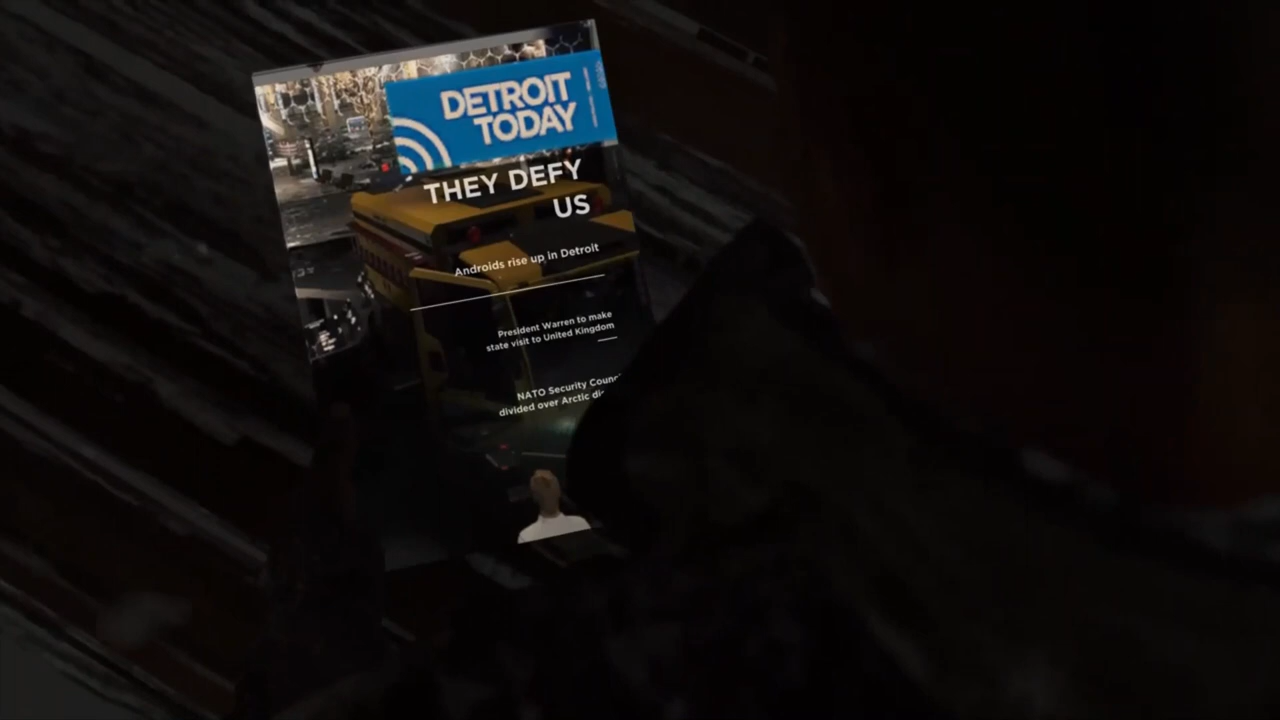 DETROIT
TODAY
THEY DEFY
US
Androids rise up in Detroit
President Warren to make
state visit to United Kingdom
NATO Security
divided over Arctic